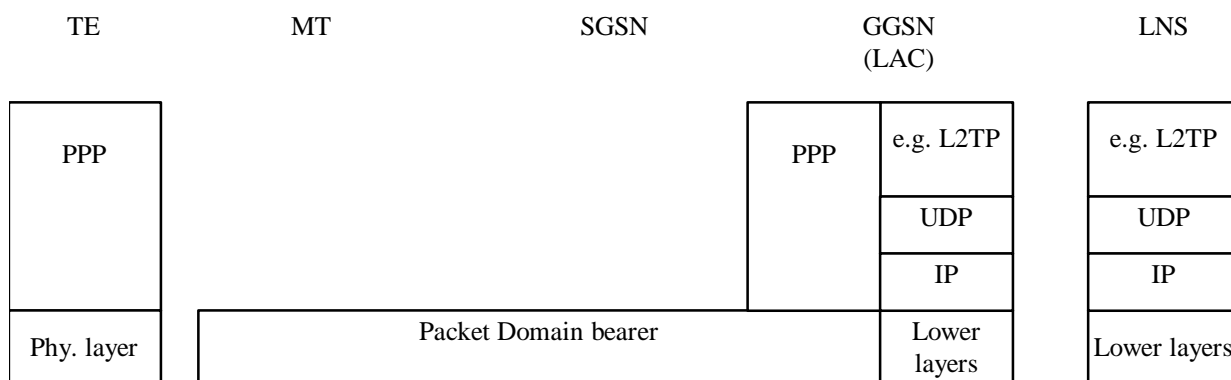 TE MT SGSN GGSN LNS
(LAC)
PPP PPP e.g. L2TP e.g. L2TP
UDP UDP
IP IP
Phy. layer Packet Domain bearer Lower Lower layers
layers